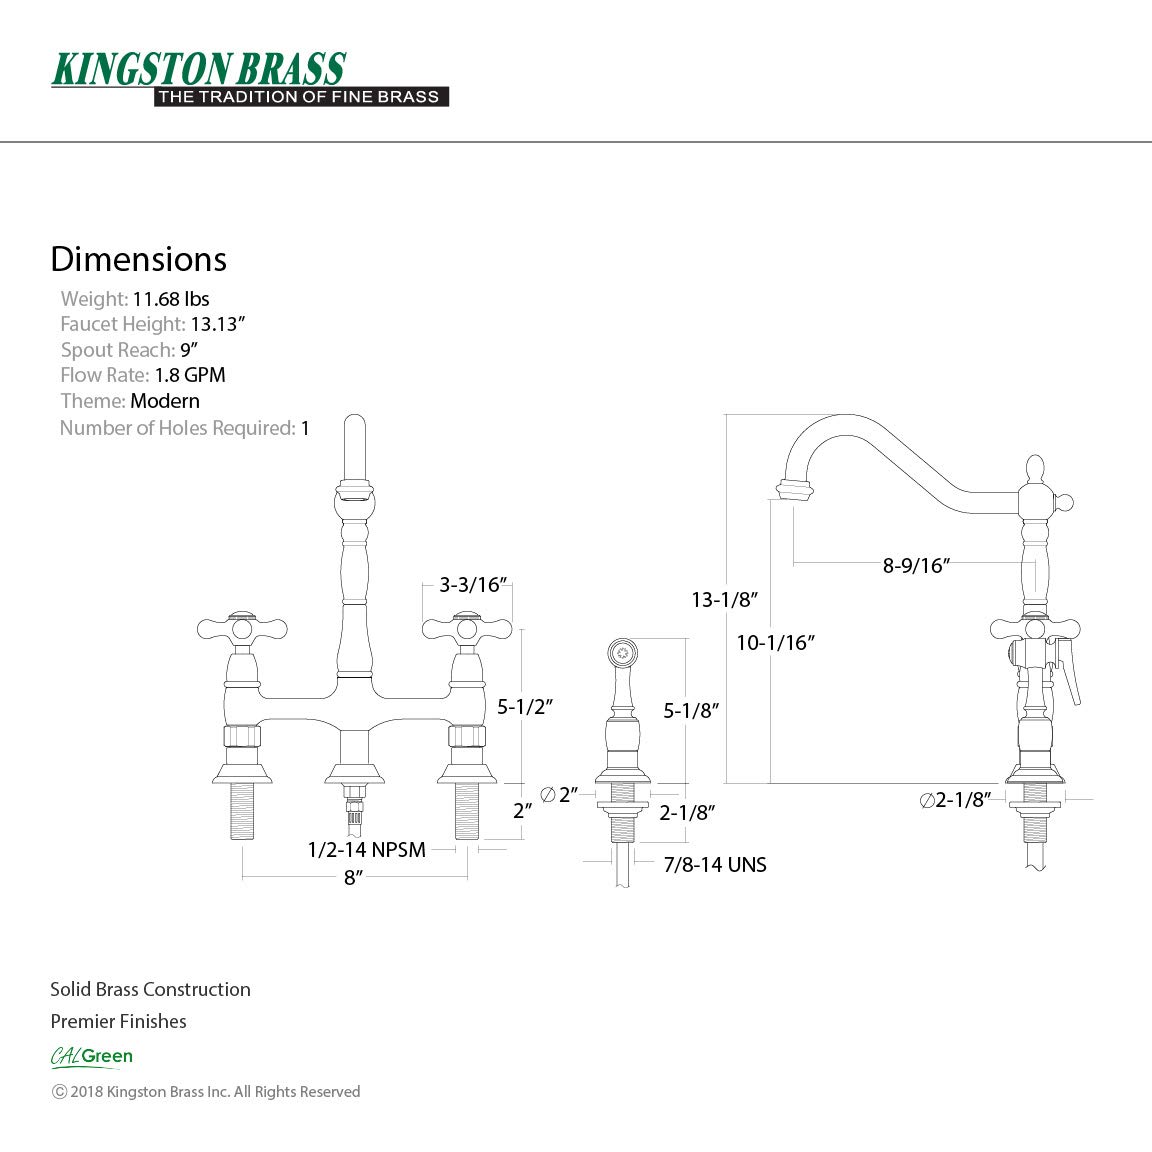 KINGSTON BRASS
THE TRADITION OF FINE BRASS
Dimensions
Weight: 11.68 lbs
Faucet Height: 13.13”
Spout Reach: 9”
Flow Rate: 1.8 GPM
Theme: Modern
Number of Holes Required: 1
3-3/16”
8-9/16”
13-1/8”
10-1/16”
5-1/2”
5-1/8”
2”
∅ 2”
2-1/8”
∅2-1/8”
1/2-14 NPSM
7/8-14 UNS
8”
Solid Brass Construction
Premier Finishes
CALGreen
© 2018 Kingston Brass Inc. All Rights Reserved